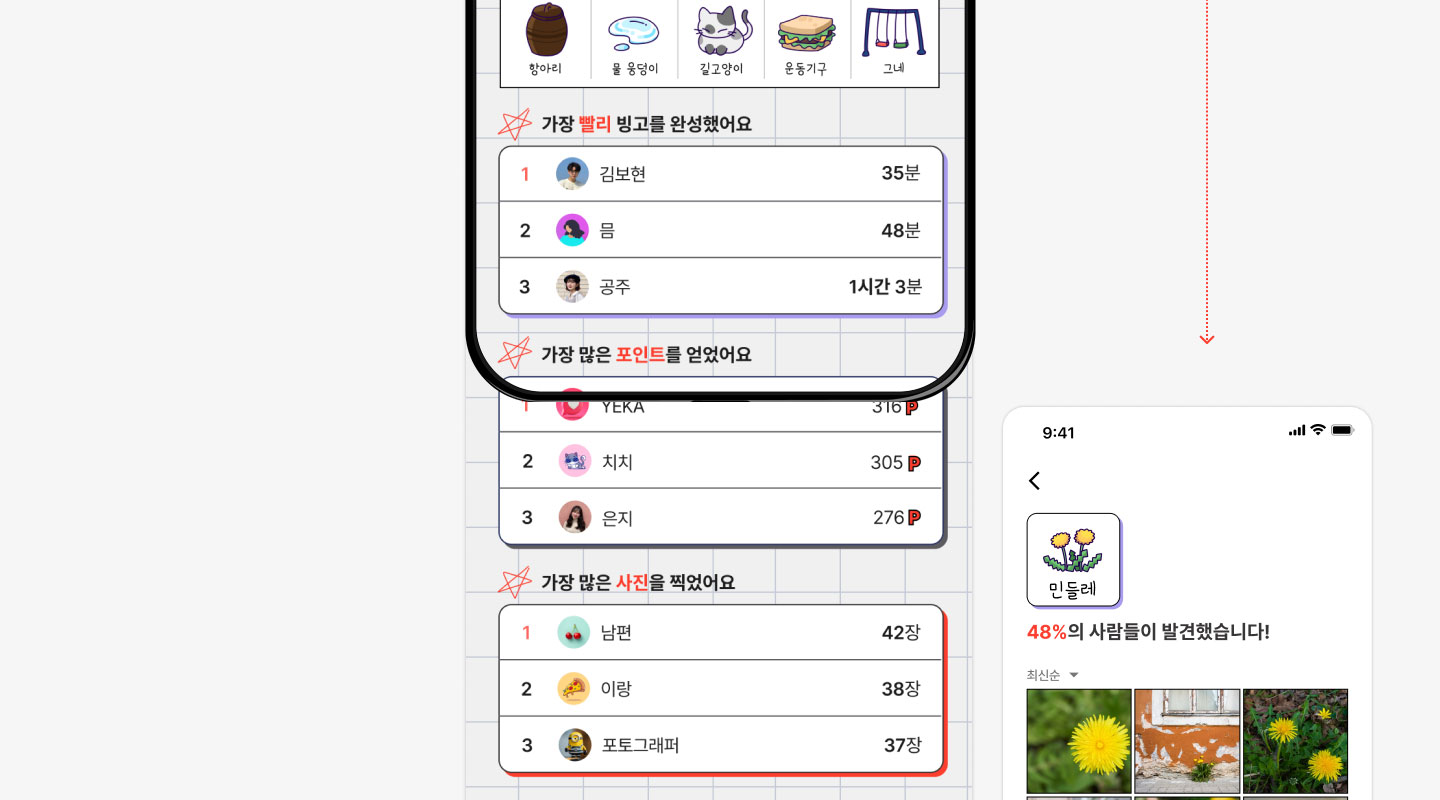 항아리
물 웅덩이
길고양이
운동기구
그네
가장 빨리 빙고를 완성했어요
1 김보현 35분
2 믐 48분
3 공주 1시간 3분
가장 많은 포인트를 얻었어요
1 YEKA 316 P
2 치치 305 P
3 은지 276 P
가장 많은 사진을 찍었어요
1 남편 42장
2 이랑 38장
3 포토그래퍼 37장
9:41
민들레
48%의 사람들이 발견했습니다!
최신순